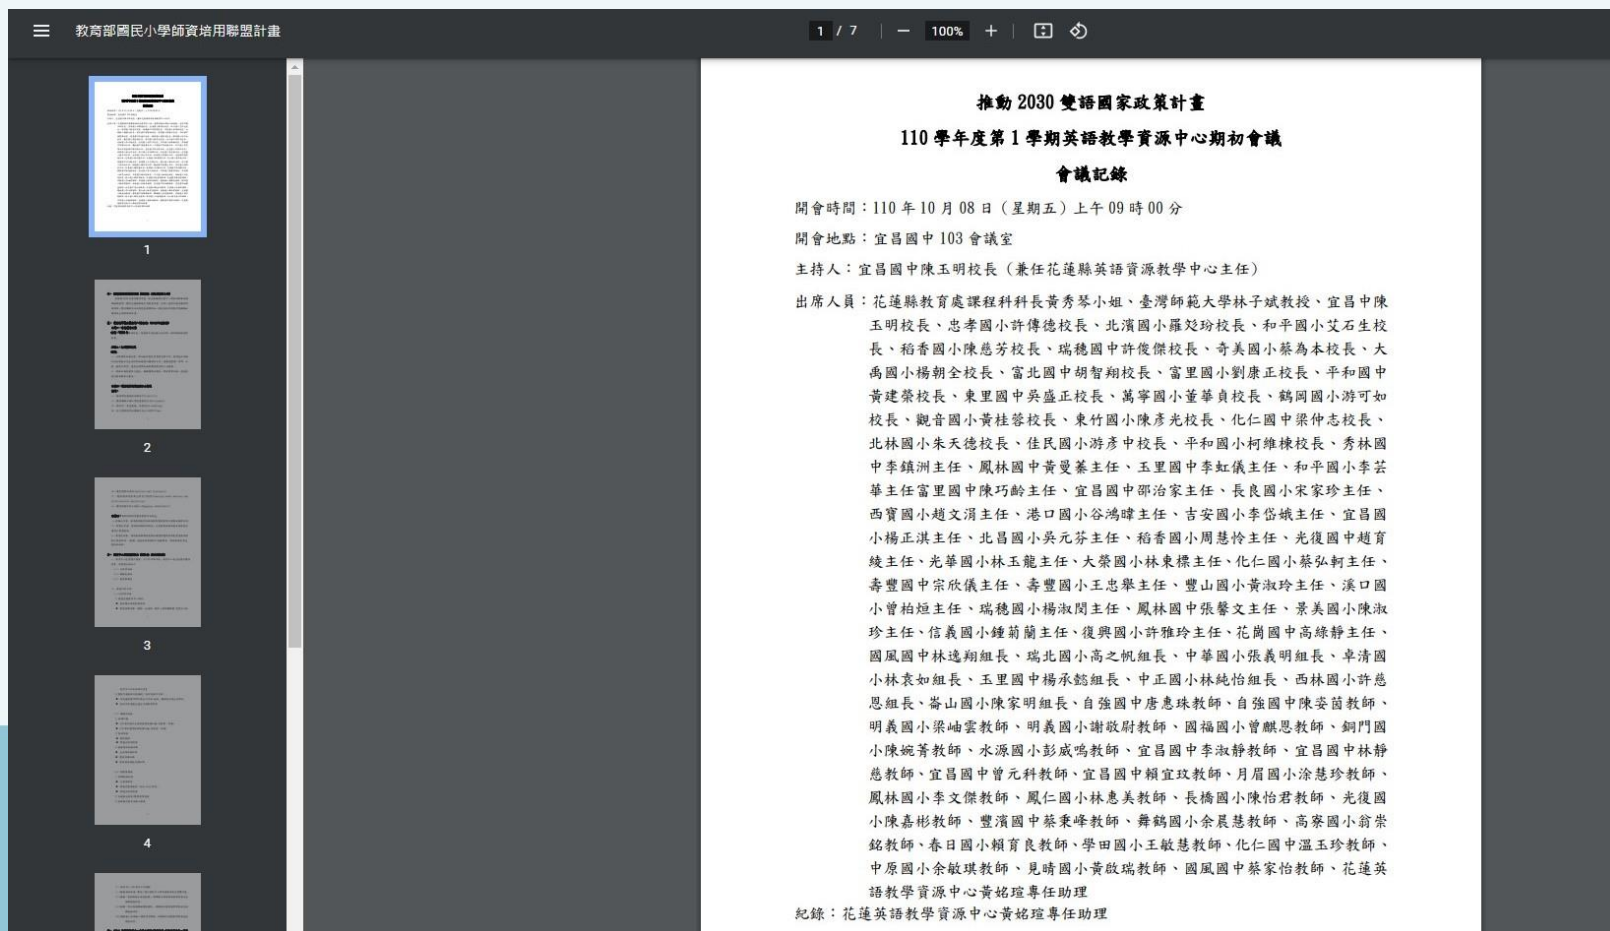 教育部國民小學師資培用聯盟計畫
1 / 7
100%
1
2
3
4
推動 2030 雙語國家政策計畫
110 學年度第 1 學期英語教學資源中心期初會議
會議記錄
開會時間：110 年 10 月 08 日（星期五）上午 09 時 00 分
開會地點：宜昌國中 103 會議室
主持人：宜昌國中陳玉明校長（兼任花蓮縣英語資源教學中心主任）
出席人員：花蓮縣教育處課程科科長黃秀琴小姐、臺灣師範大學林子斌教授、宜昌中陳
玉明校長、忠孝國小許傳德校長、北濱國小羅焱玢校長、和平國小艾石生校
長、稻香國小陳慈芳校長、瑞穗國中許俊傑校長、奇美國小蔡為本校長、大
禹國小楊朝全校長、富北國中胡智翔校長、富里國小劉康正校長、平和國中
黃建榮校長、東里國中吳盛正校長、萬寧國小董華貞校長、鶴岡國小游可如
校長、觀音國小黃桂蓉校長、東竹國小陳彥光校長、化仁國中梁仲志校長、
北林國小朱天德校長、佳民國小游彥中校長、平和國小柯維棟校長、秀林國
中李鎮洲主任、鳳林國中黃曼蓁主任、玉里國中李虹儀主任、和平國小李芸
華主任富里國中陳巧齡主任、宜昌國中邵治家主任、長良國小宋家珍主任、
西寶國小趙文涓主任、港口國小谷鴻暐主任、吉安國小李岱娥主任、宜昌國
小楊正淇主任、北昌國小吳元芬主任、稻香國小周慧怜主任、光復國中趙育
綾主任、光華國小林玉龍主任、大榮國小林東標主任、化仁國小蔡弘軒主任、
壽豐國中宗欣儀主任、壽豐國小王忠舉主任、豐山國小黃淑玲主任、溪口國
小曾柏烜主任、瑞穗國小楊淑閔主任、鳳林國中張馨文主任、景美國小陳淑
珍主任、信義國小鍾菊蘭主任、復興國小許雅玲主任、花崗國中高綠靜主任、
國風國中林逸翔組長、瑞北國小高之帆組長、中華國小張義明組長、卓清國
小林袁如組長、玉里國中楊承懿組長、中正國小林純怡組長、西林國小許慈
恩組長、崙山國小陳家明組長、自強國中唐惠珠教師、自強國中陳姿茵教師、
明義國小梁岫雲教師、明義國小謝敬尉教師、國福國小曾麒恩教師、銅門國
小陳婉菁教師、水源國小彭威鳴教師、宜昌國中李淑靜教師、宜昌國中林靜
慈教師、宜昌國中曾元科教師、宜昌國中賴宜玟教師、月眉國小涂慧珍教師、
鳳林國小李文傑教師、鳳仁國小林惠美教師、長橋國小陳怡君教師、光復國
小陳嘉彬教師、豐濱國中蔡秉峰教師、舞鶴國小余晨慧教師、高寮國小翁崇
銘教師、春日國小賴育良教師、學田國小王敏慧教師、化仁國中溫玉珍教師、
中原國小余敏琪教師、見晴國小黃啟瑞教師、國風國中蔡家怡教師、花蓮英
語教學資源中心黃姳瑄專任助理
紀錄：花蓮英語教學資源中心黃姳瑄專任助理